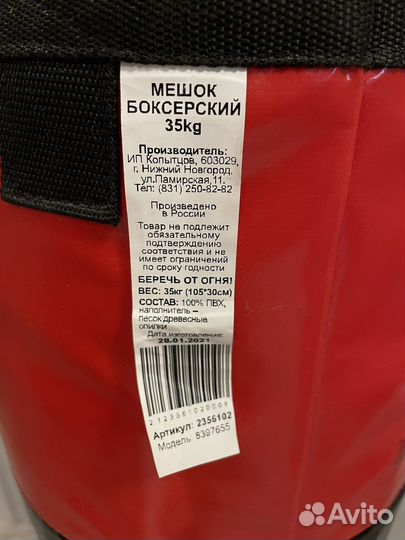 МЕШОК
БОКСЕРСКИЙ
35kg
Производитель:
ИП Копытцов, 603029,
г. Нижний Новгород,
ул.Памирская,11.
Тел: (831) 250-82-82
Произведено
в России
Товар не подлежит
обязательному
подтверждению
соответствия и не
имеет ограничений
по сроку годности
БЕРЕЧЬ ОТ ОГНЯ!
ВЕС: 35кг (105*30см)
СОСТАВ: 100% ПВХ,
наполнитель –
песок/древесные
опилки
Дата изготовления:
28.01.2021
2123561020009
Артикул: 2356102
Модель: 8397655
Avito